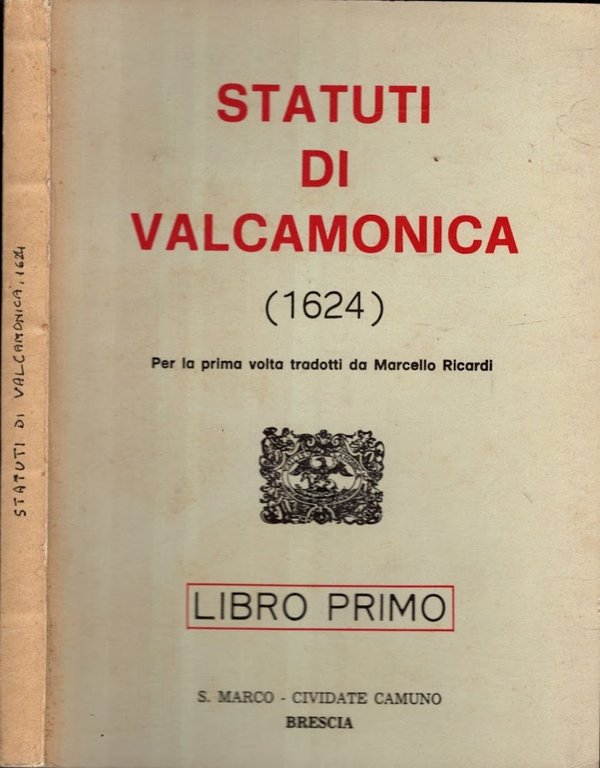 STATUTI DI VALCAMONICA, 1624
STATUTI
DI
VALCAMONICA
(1624)
Per la prima volta tradotti da Marcello Ricardi
LIBRO PRIMO
S. MARCO - CIVIDATE CAMUNO
BRESCIA